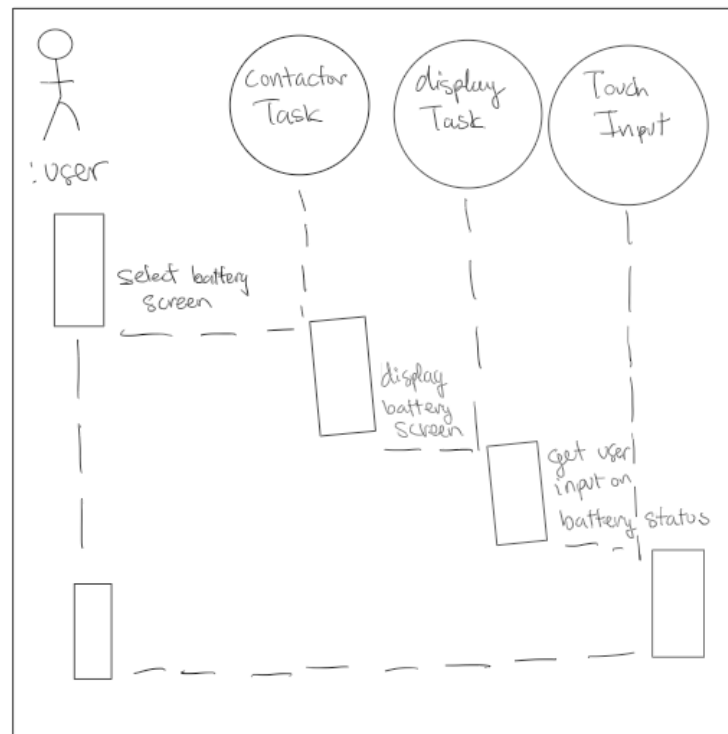 contactor
Task
display
Task
Touch
Input
:user
select battery
screen
display
battery
screen
get user
input on
battery status